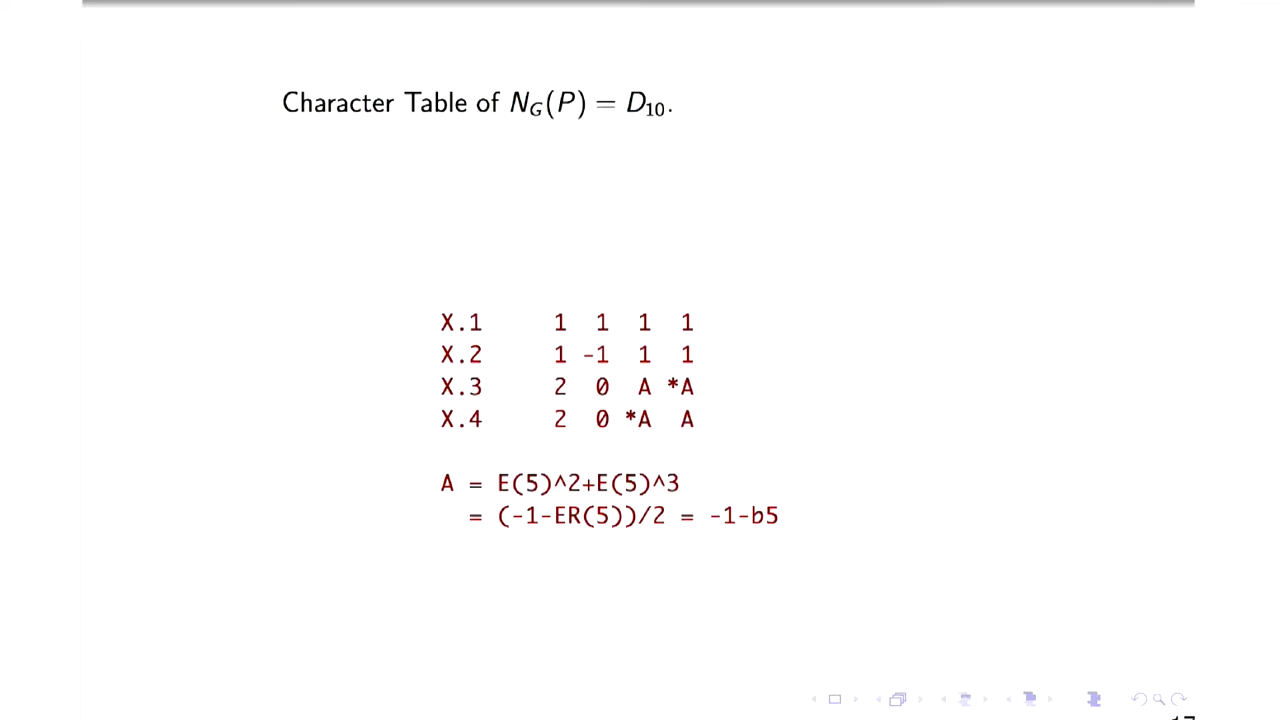 Character Table of N_G(P) = D_10.
X.1 1 1 1 1
X.2 1 -1 1 1
X.3 2 0 A *A
X.4 2 0 *A A
A = E(5)^2+E(5)^3
= (-1-ER(5))/2 = -1-b5